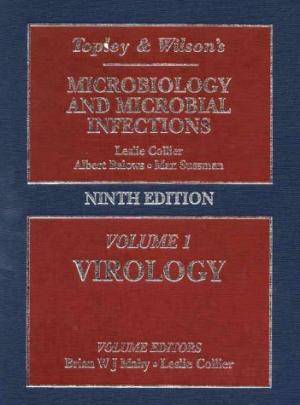 Topley & Wilson's
MICROBIOLOGY
AND MICROBIAL
INFECTIONS
Leslie Collier
Albert Balows • Max Sussman
NINTH EDITION
VOLUME 1
VIROLOGY
VOLUME EDITORS
Brian W J Mahy • Leslie Collier